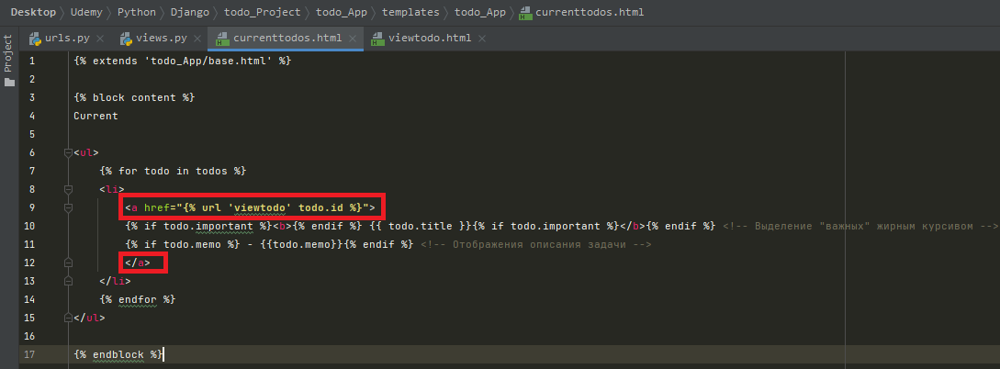 Desktop Udemy Python Django todo_Project todo_App templates todo_App currenttodos.html
urls.py views.py currenttodos.html viewtodo.html
Project
1 {% extends 'todo_App/base.html' %}
2
3 {% block content %}
4 Current
5
6 <ul>
7 {% for todo in todos %}
8 <li>
9 <a href="{% url 'viewtodo' todo.id %}">
10 {% if todo.important %}<b>{% endif %} {{ todo.title }}{% if todo.important %}</b>{% endif %} <!-- Выделение "важных" жирным курсивом -->
11 {% if todo.memo %} - {{todo.memo}}{% endif %} <!-- Отображения описания задачи -->
12 </a>
13 </li>
14 {% endfor %}
15 </ul>
16
17 {% endblock %}